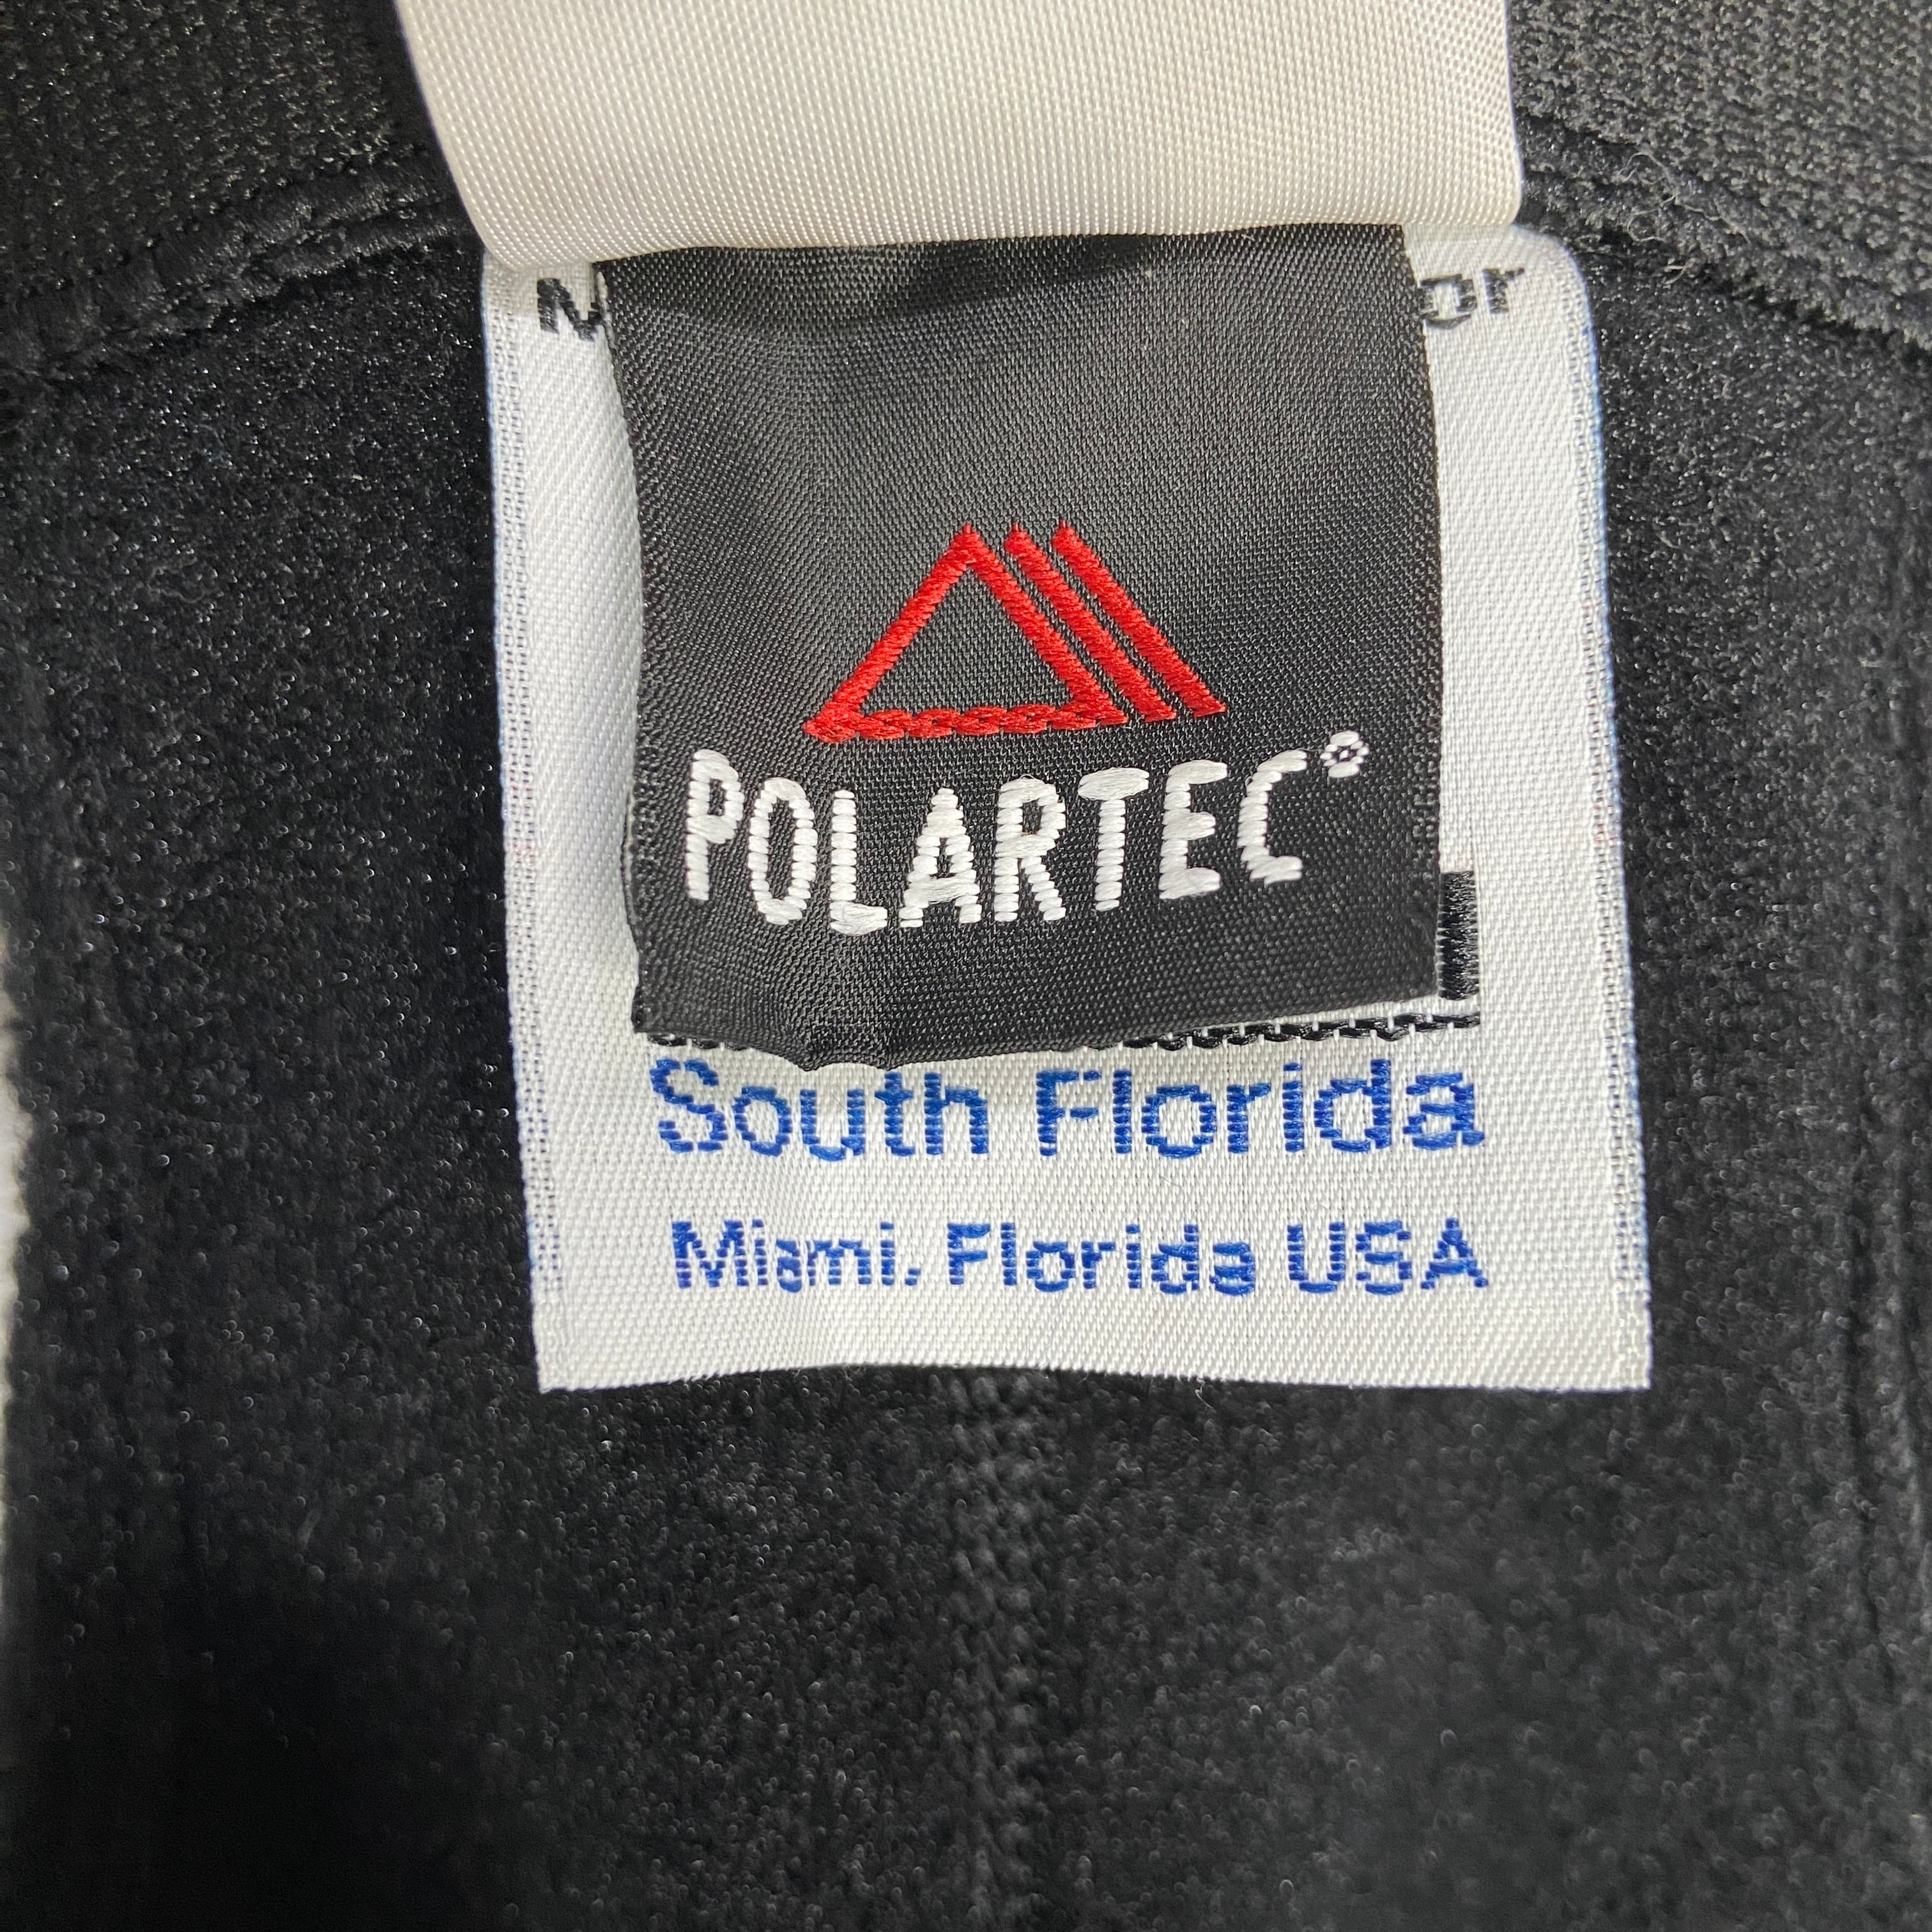 POLARTEC®
South Florida
Miami, Florida USA